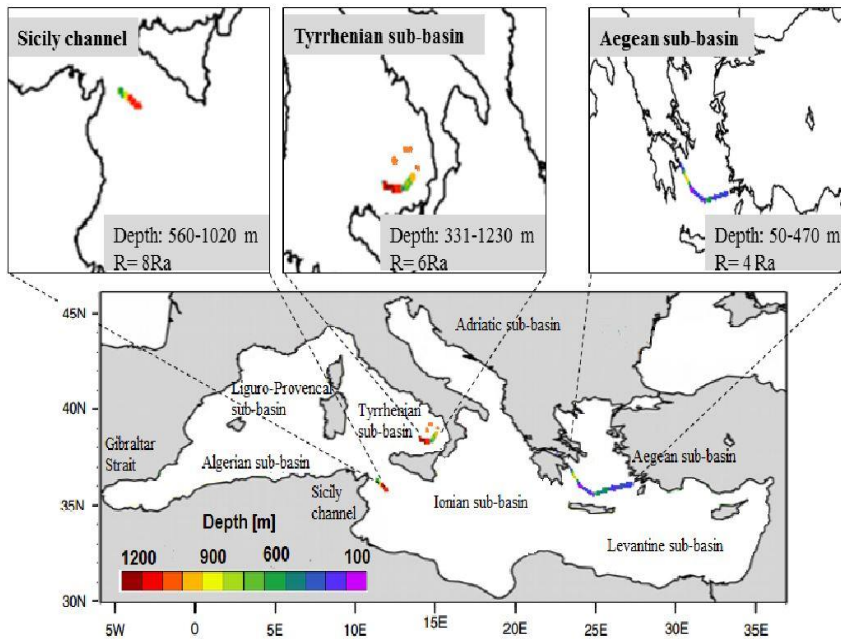 Sicily channel
Depth: 560-1020 m
R= 8Ra
Tyrrhenian sub-basin
Depth: 331-1230 m
R= 6Ra
Aegean sub-basin
Depth: 50-470 m
R= 4 Ra
45N
40N
35N
30N
Adriatic sub-basin
Liguro-Provencal
sub-basin
Tyrrhenian
sub-basin
Gibraltar
Strait
Algerian sub-basin
Aegean sub-basin
Sicily
channel
Ionian sub-basin
Levantine sub-basin
Depth [m]
1200 900 600 100
5W 0 5E 10E 15E 20E 25E 30E 35E